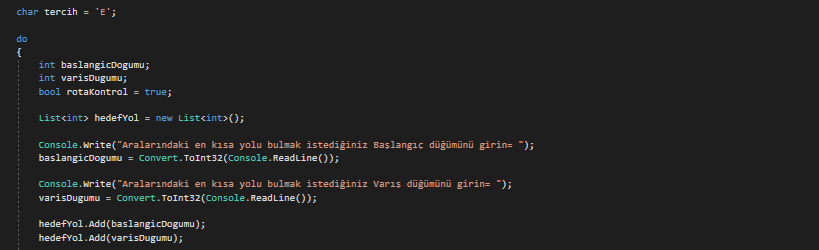 char tercih = 'E';
do
{
int baslangicDogumu;
int varisDugumu;
bool rotaKontrol = true;
List<int> hedefYol = new List<int>();
Console.Write("Aralarındaki en kısa yolu bulmak istediğiniz Başlangıç düğümünü girin= ");
baslangicDogumu = Convert.ToInt32(Console.ReadLine());
Console.Write("Aralarındaki en kısa yolu bulmak istediğiniz Varış düğümünü girin= ");
varisDugumu = Convert.ToInt32(Console.ReadLine());
hedefYol.Add(baslangicDogumu);
hedefYol.Add(varisDugumu);